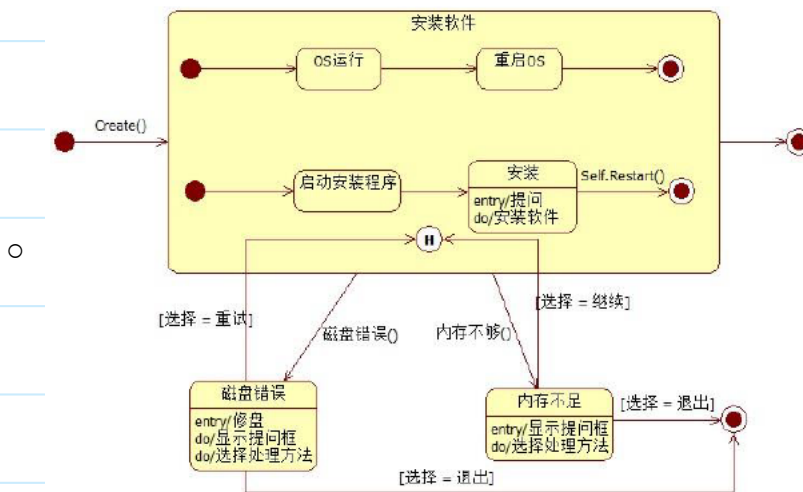 安装软件
OS运行
重启OS
Create()
启动安装程序
安装
entry/提问
do/安装软件
Self.Restart()
H
[选择 = 重试]
磁盘错误()
内存不够()
[选择 = 继续]
磁盘错误
entry/修盘
do/显示提问框
do/选择处理方法
内存不足
entry/显示提问框
do/选择处理方法
[选择 = 退出]
[选择 = 退出]